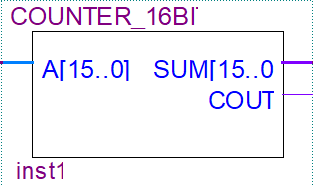 COUNTER_16BI
A[15..0] SUM[15..0
COUT
inst1